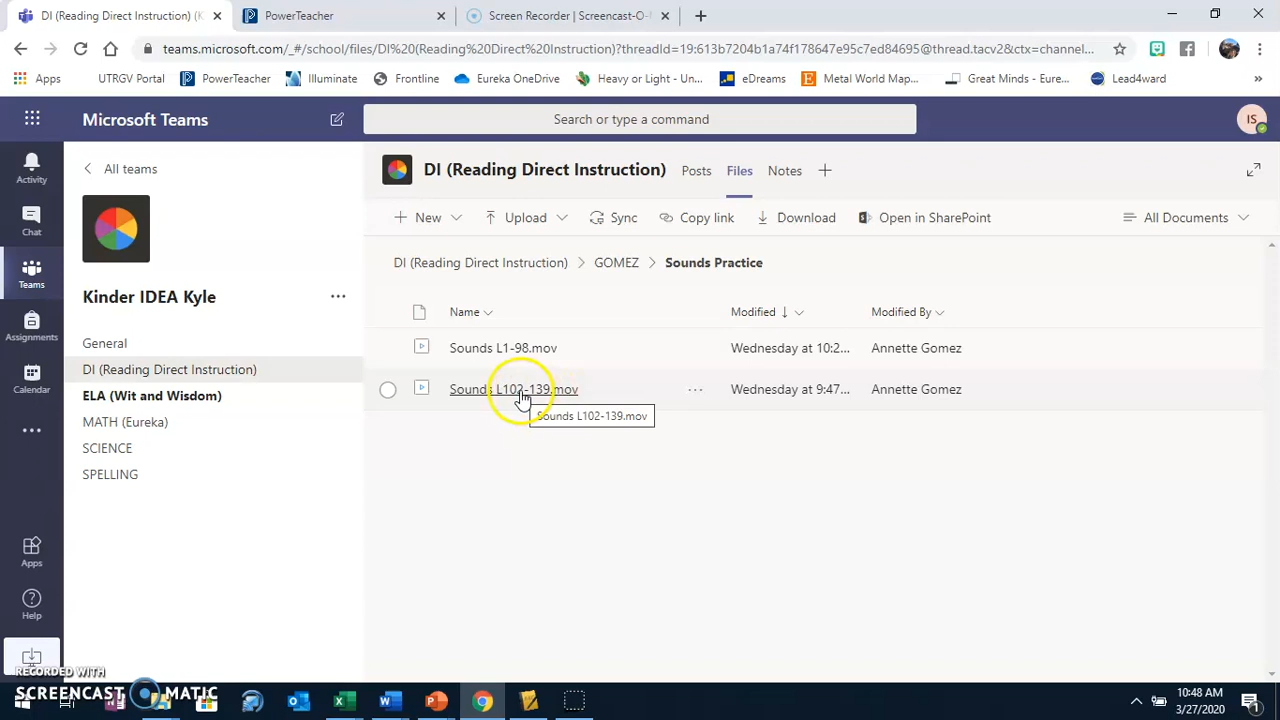 DI (Reading Direct Instruction) (K
PowerTeacher
Screen Recorder | Screencast-O-M
teams.microsoft.com/_#/school/files/DI%20(Reading%20Direct%20Instruction)?threadId=19:613b7204b1a74f178647e95c7ed84695@thread.tacv2&ctx=channel...
Apps
UTRGV Portal
PowerTeacher
Illuminate
Frontline
Eureka OneDrive
Heavy or Light - Un...
eDreams
Metal World Map...
Great Minds - Eure...
Lead4ward
Microsoft Teams
Search or type a command
IS
Activity
Chat
Teams
Assignments
Calendar
Apps
Help
All teams
Kinder IDEA Kyle
General
DI (Reading Direct Instruction)
ELA (Wit and Wisdom)
MATH (Eureka)
SCIENCE
SPELLING
DI (Reading Direct Instruction)
Posts
Files
Notes
New
Upload
Sync
Copy link
Download
Open in SharePoint
All Documents
DI (Reading Direct Instruction) > GOMEZ > Sounds Practice
Name
Modified
Modified By
Sounds L1-98.mov
Wednesday at 10:2...
Annette Gomez
Sounds L102-139.mov
Wednesday at 9:47...
Annette Gomez
Sounds L102-139.mov
RECORDED WITH
SCREENCAST MATIC
10:48 AM
3/27/2020
1